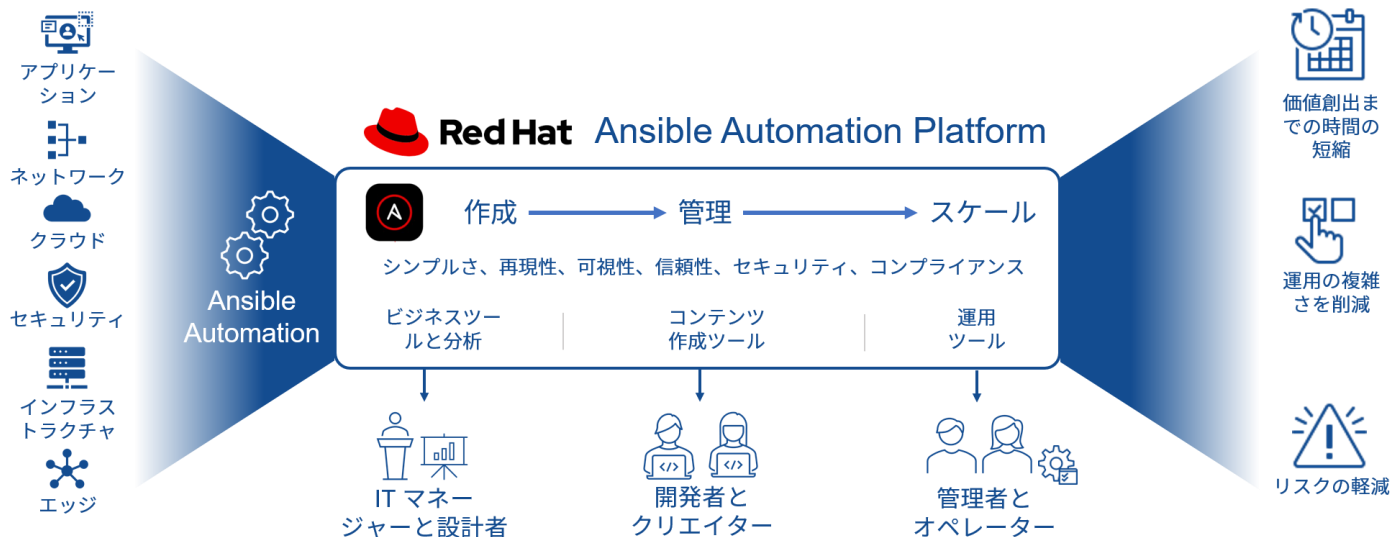 アプリケー
ション
ネットワーク
クラウド
セキュリティ
インフラス
トラクチャ
エッジ
Ansible
Automation
Red Hat Ansible Automation Platform
作成 管理 スケール
シンプルさ、再現性、可視性、信頼性、セキュリティ、コンプライアンス
ビジネスツー
ルと分析
コンテンツ
作成ツール
運用
ツール
IT マネー
ジャーと設計者
開発者と
クリエイター
管理者と
オペレーター
価値創出ま
での時間の
短縮
運用の複雑
さを削減
リスクの軽減